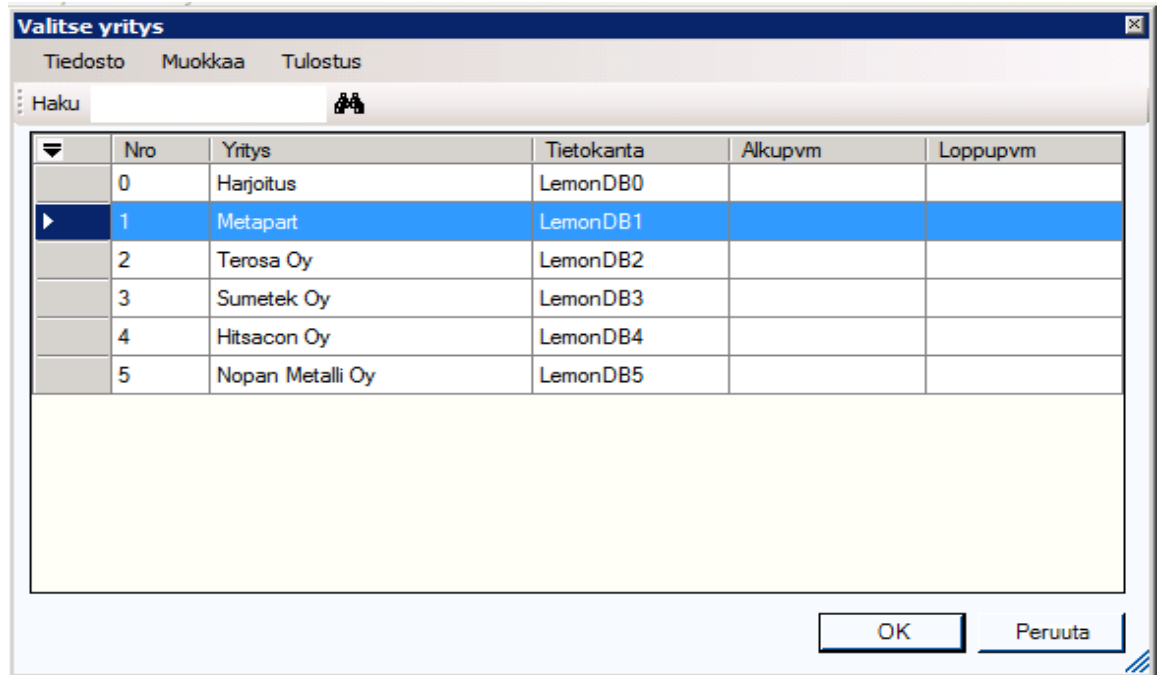 Valitse yritys
Tiedosto Muokkaa Tulostus
Haku
Nro Yritys Tietokanta Alkupvm Loppupvm
0 Harjoitus LemonDB0
1 Metapart LemonDB1
2 Terosa Oy LemonDB2
3 Sumetek Oy LemonDB3
4 Hitsacon Oy LemonDB4
5 Nopan Metalli Oy LemonDB5
OK Peruuta